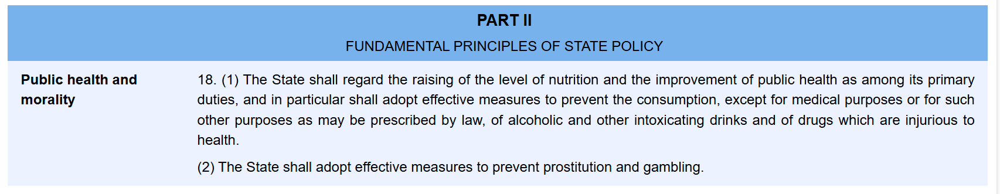 PART II
FUNDAMENTAL PRINCIPLES OF STATE POLICY
Public health and
morality
18. (1) The State shall regard the raising of the level of nutrition and the improvement of public health as among its primary
duties, and in particular shall adopt effective measures to prevent the consumption, except for medical purposes or for such
other purposes as may be prescribed by law, of alcoholic and other intoxicating drinks and of drugs which are injurious to
health.
(2) The State shall adopt effective measures to prevent prostitution and gambling.